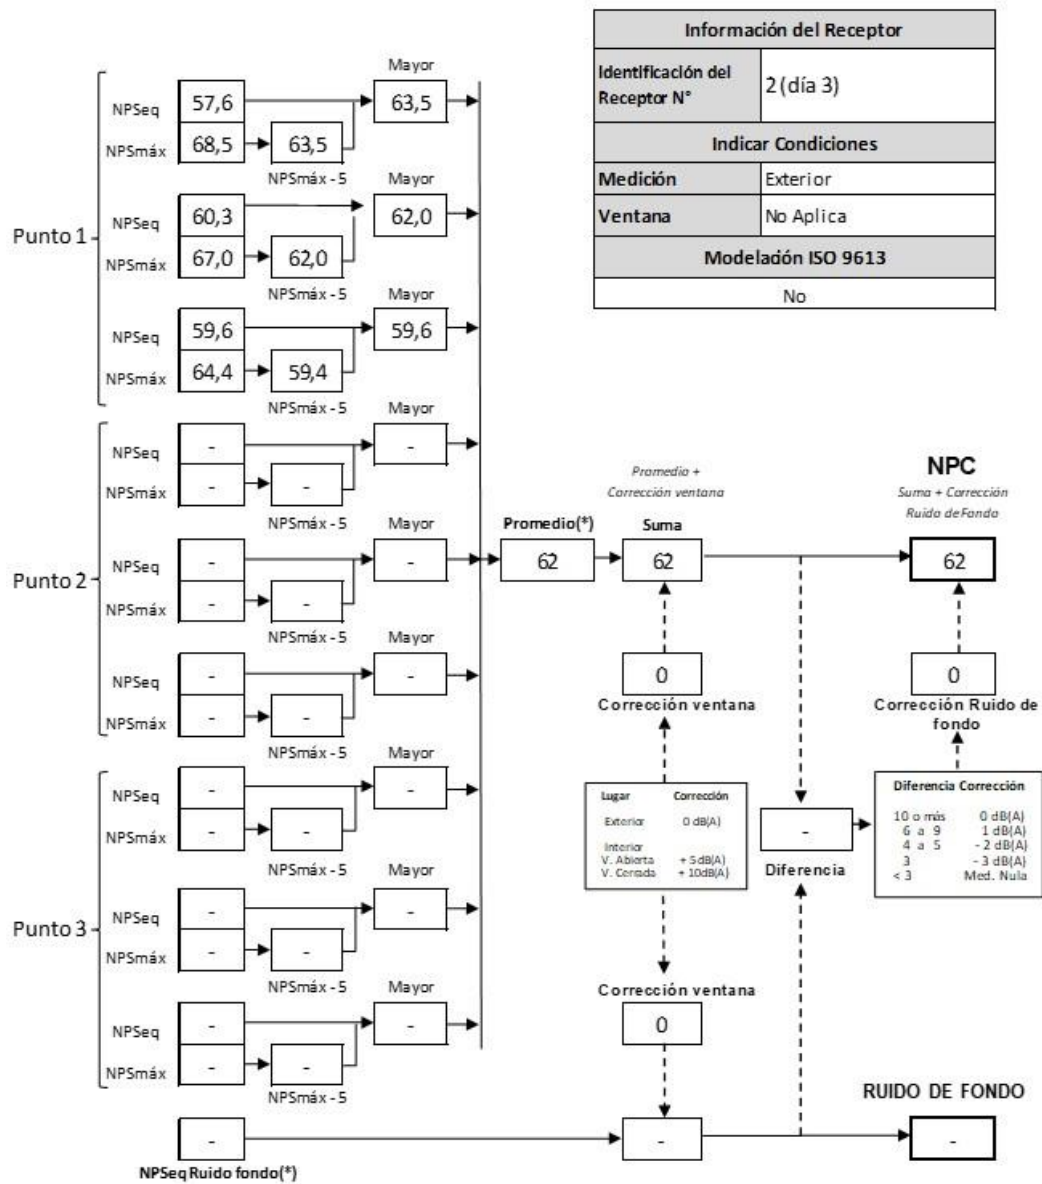 Información del Receptor
Identificación del Receptor N°
2 (día 3)
Indicar Condiciones
Medición Exterior
Ventana No Aplica
Modelación ISO 9613
No
Punto 1
Mayor
NPSeq 57,6 63,5
NPSmáx 68,5 63,5
NPSmáx - 5 Mayor
NPSeq 60,3 62,0
NPSmáx 67,0 62,0
NPSmáx - 5 Mayor
NPSeq 59,6 59,6
NPSmáx 64,4 59,4
NPSmáx - 5 Mayor
Punto 2
NPSeq - -
NPSmáx - -
NPSmáx - 5 Mayor
NPSeq - -
NPSmáx - -
NPSmáx - 5 Mayor
NPSeq - -
NPSmáx - -
NPSmáx - 5 Mayor
Punto 3
NPSeq - -
NPSmáx - -
NPSmáx - 5 Mayor
NPSeq - -
NPSmáx - -
NPSmáx - 5 Mayor
NPSeq - -
NPSmáx - -
NPSmáx - 5
-
NPSeq Ruido fondo(*)
Promedio(*)
62
Promedio +
Corrección ventana
Suma
62
0
Corrección ventana
Lugar Corrección
Exterior 0 dB(A)
Interior
V. Abierta + 5dB(A)
V. Cerrada + 10dB(A)
Corrección ventana
0
-
-
Diferencia
NPC
Suma + Corrección
Ruido de Fondo
62
0
Corrección Ruido de
fondo
Diferencia Corrección
10 o más 0 dB(A)
6 a 9 1 dB(A)
4 a 5 - 2 dB(A)
3 - 3 dB(A)
< 3 Med. Nula
RUIDO DE FONDO
-